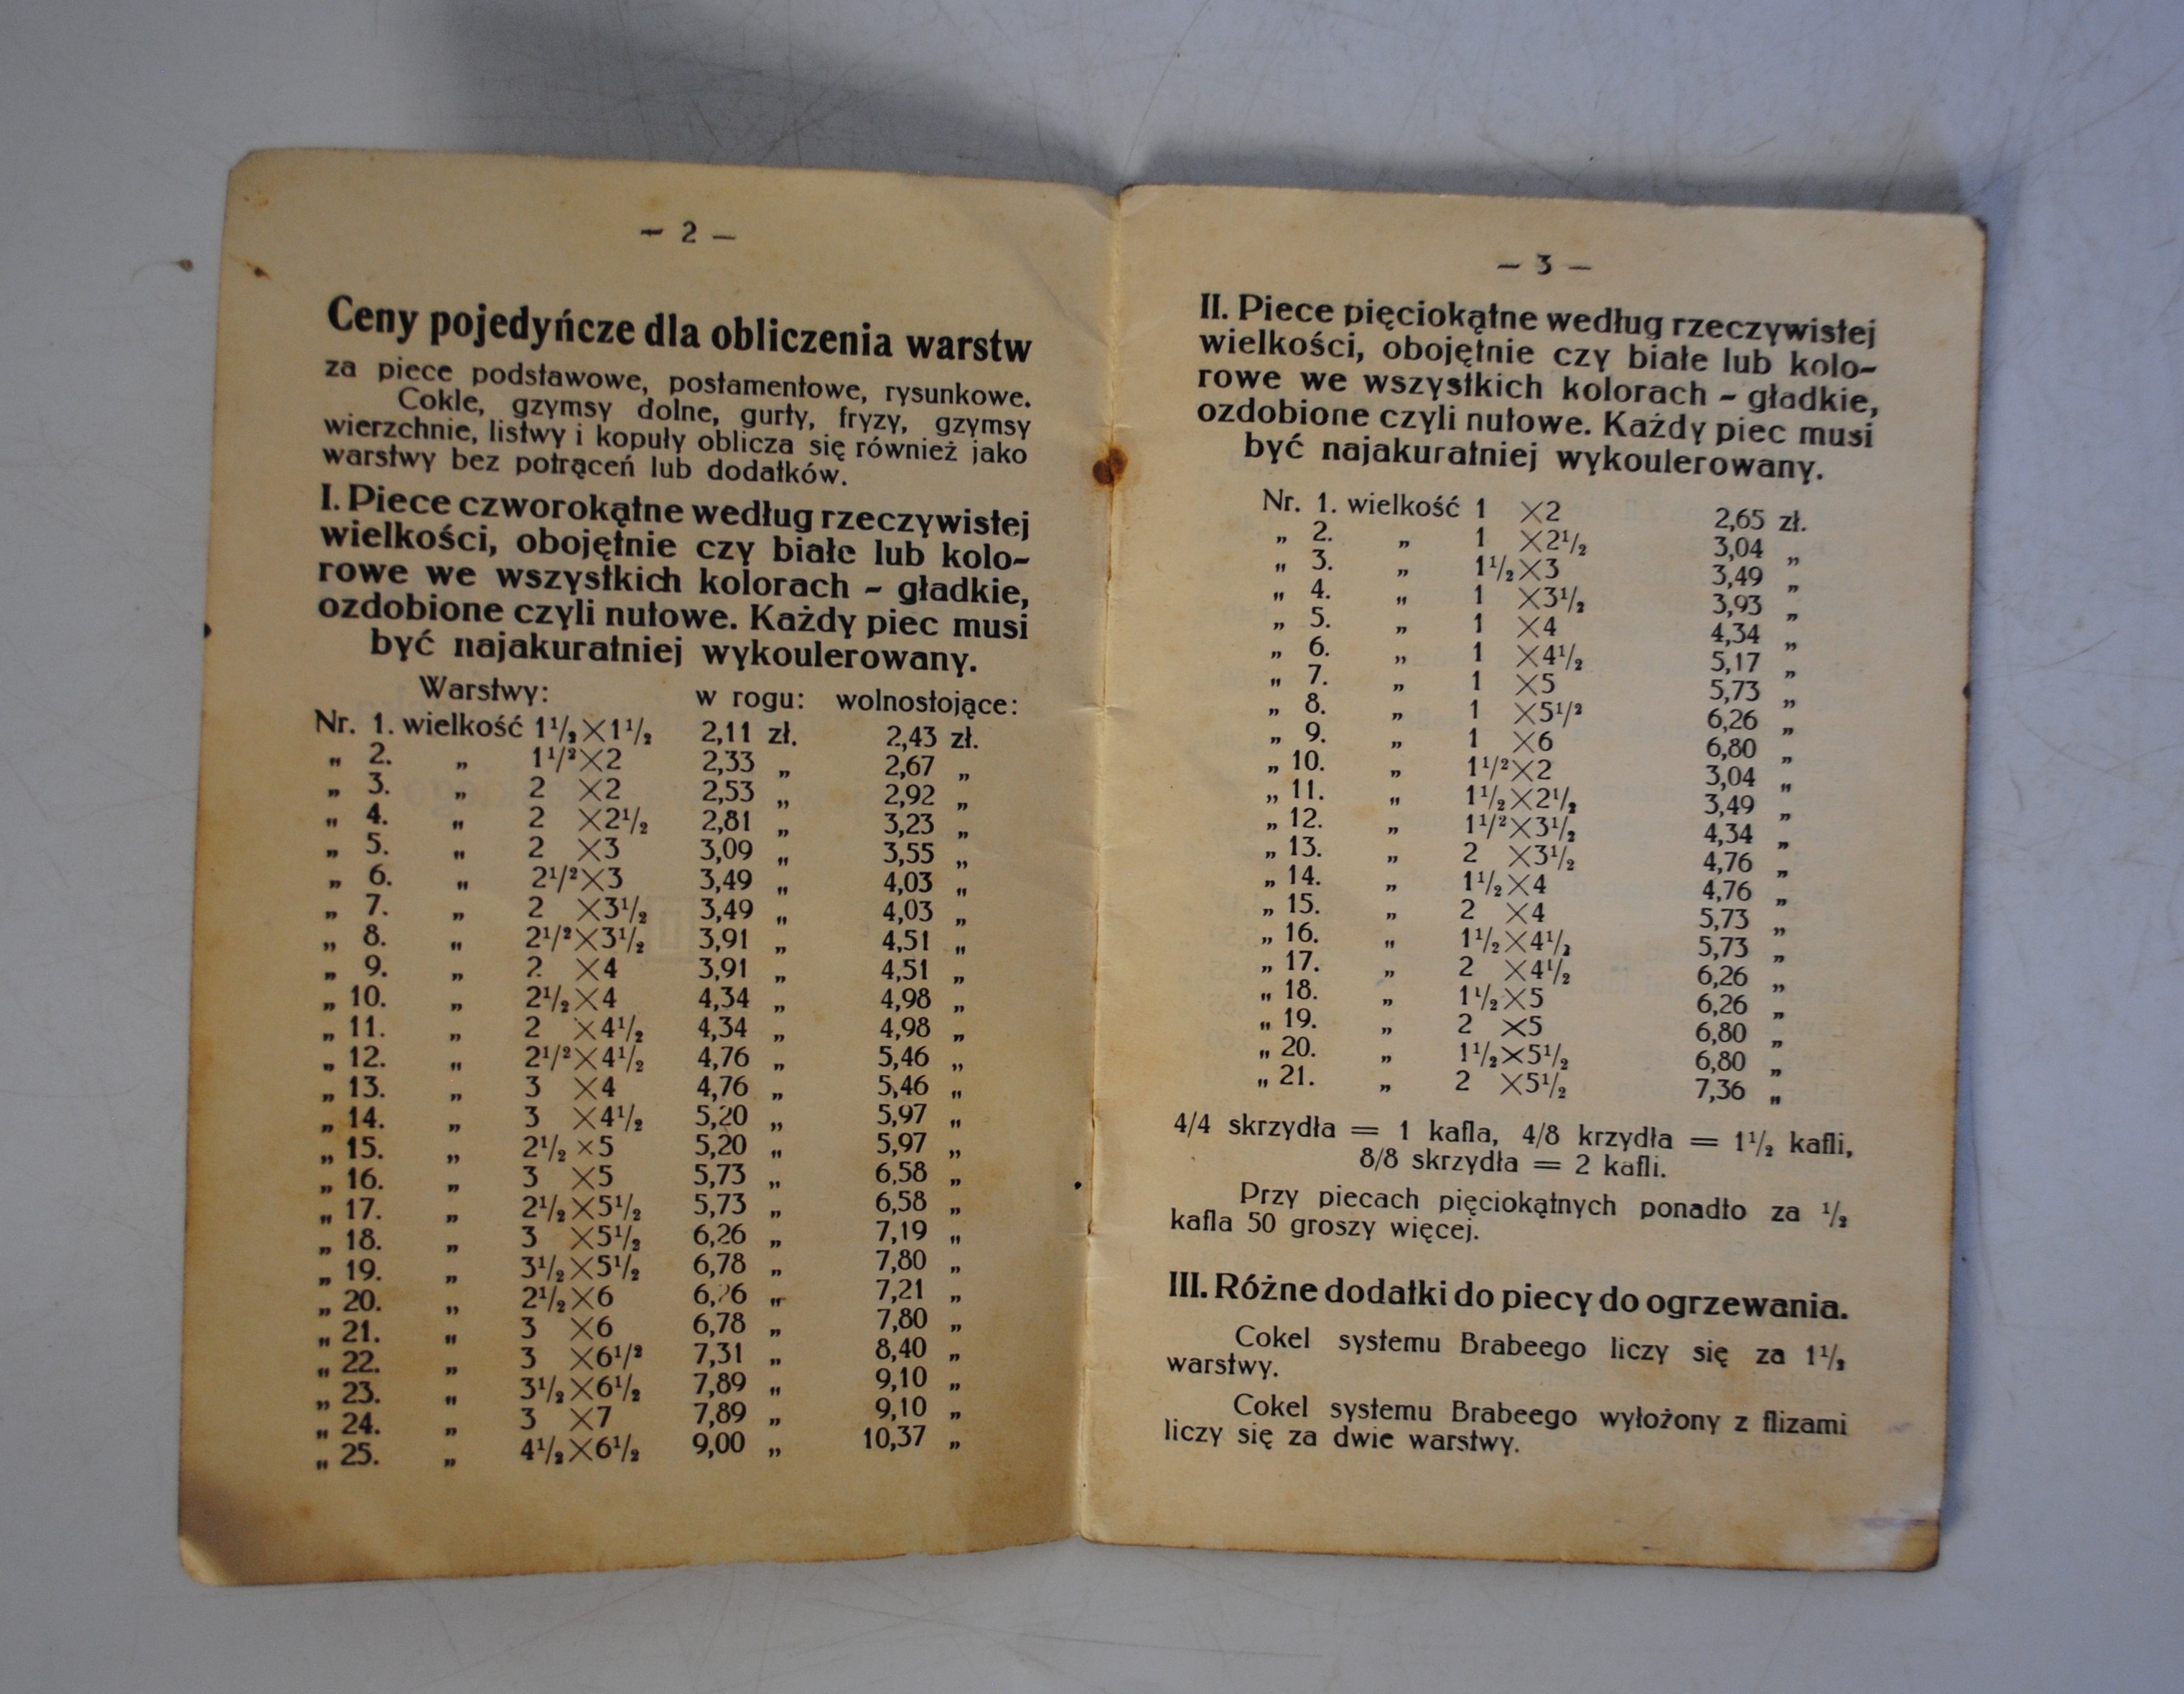 — 2 —
Ceny pojedyńcze dla obliczenia warstw
za piece podstawowe, postamentowe, rysunkowe.
Cokle, gzymsy dolne, gurty, fryzy, gzymsy
wierzchnie, listwy i kopuły oblicza się również jako
warstwy bez potrąceń lub dodatków.
I. Piece czworokątne według rzeczywistej
wielkości, obojętnie czy białe lub kolo-
rowe we wszystkich kolorach - gładkie,
ozdobione czyli nutowe. Każdy piec musi
być najakuratniej wykoulerowany.
Warstwy: w rogu: wolnostojące:
Nr. 1. wielkość 1¹/₂×1¹/₂ 2,11 zł. 2,43 zł.
„ 2. „ 1¹/²×2 2,33 „ 2,67 „
„ 3. „ 2 ×2 2,53 „ 2,92 „
„ 4. „ 2 ×2¹/₂ 2,81 „ 3,23 „
„ 5. „ 2 ×3 3,09 „ 3,55 „
„ 6. „ 2¹/²×3 3,49 „ 4,03 „
„ 7. „ 2 ×3¹/₂ 3,49 „ 4,03 „
„ 8. „ 2¹/²×3¹/₂ 3,91 „ 4,51 „
„ 9. „ 2 ×4 3,91 „ 4,51 „
„ 10. „ 2¹/₂×4 4,34 „ 4,98 „
„ 11. „ 2 ×4¹/₂ 4,34 „ 4,98 „
„ 12. „ 2¹/²×4¹/₂ 4,76 „ 5,46 „
„ 13. „ 3 ×4 4,76 „ 5,46 „
„ 14. „ 3 ×4¹/₂ 5,20 „ 5,97 „
„ 15. „ 2¹/₂ ×5 5,20 „ 5,97 „
„ 16. „ 3 ×5 5,73 „ 6,58 „
„ 17. „ 2¹/₂×5¹/₂ 5,73 „ 6,58 „
„ 18. „ 3 ×5¹/₂ 6,26 „ 7,19 „
„ 19. „ 3¹/₂×5¹/₂ 6,78 „ 7,80 „
„ 20. „ 2¹/₂×6 6,26 „ 7,21 „
„ 21. „ 3 ×6 6,78 „ 7,80 „
„ 22. „ 3 ×6¹/² 7,31 „ 8,40 „
„ 23. „ 3¹/₂×6¹/₂ 7,89 „ 9,10 „
„ 24. „ 3 ×7 7,89 „ 9,10 „
„ 25. „ 4¹/₂×6¹/₂ 9,00 „ 10,37 „
— 3 —
II. Piece pięciokątne według rzeczywistej
wielkości, obojętnie czy białe lub kolo-
rowe we wszystkich kolorach - gładkie,
ozdobione czyli nutowe. Każdy piec musi
być najakuratniej wykoulerowany.
Nr. 1. wielkość 1 ×2 2,65 zł.
„ 2. „ 1 ×2¹/₂ 3,04 „
„ 3. „ 1¹/₂×3 3,49 „
„ 4. „ 1 ×3¹/₂ 3,93 „
„ 5. „ 1 ×4 4,34 „
„ 6. „ 1 ×4¹/₂ 5,17 „
„ 7. „ 1 ×5 5,73 „
„ 8. „ 1 ×5¹/² 6,26 „
„ 9. „ 1 ×6 6,80 „
„ 10. „ 1¹/²×2 3,04 „
„ 11. „ 1¹/₂×2¹/₂ 3,49 „
„ 12. „ 1¹/²×3¹/₂ 4,34 „
„ 13. „ 2 ×3¹/₂ 4,76 „
„ 14. „ 1¹/₂×4 4,76 „
„ 15. „ 2 ×4 5,73 „
„ 16. „ 1¹/₂×4¹/₂ 5,73 „
„ 17. „ 2 ×4¹/₂ 6,26 „
„ 18. „ 1¹/₂×5 6,26 „
„ 19. „ 2 ×5 6,80 „
„ 20. „ 1¹/₂×5¹/₂ 6,80 „
„ 21. „ 2 ×5¹/₂ 7,36 „
4/4 skrzydła = 1 kafla, 4/8 krzydła = 1¹/₂ kafli,
8/8 skrzydła = 2 kafli.
Przy piecach pięciokątnych ponadto za ¹/₂
kafla 50 groszy więcej.
III. Różne dodatki do piecy do ogrzewania.
Cokel systemu Brabeego liczy się za 1¹/₂
warstwy.
Cokel systemu Brabeego wyłożony z flizami
liczy się za dwie warstwy.